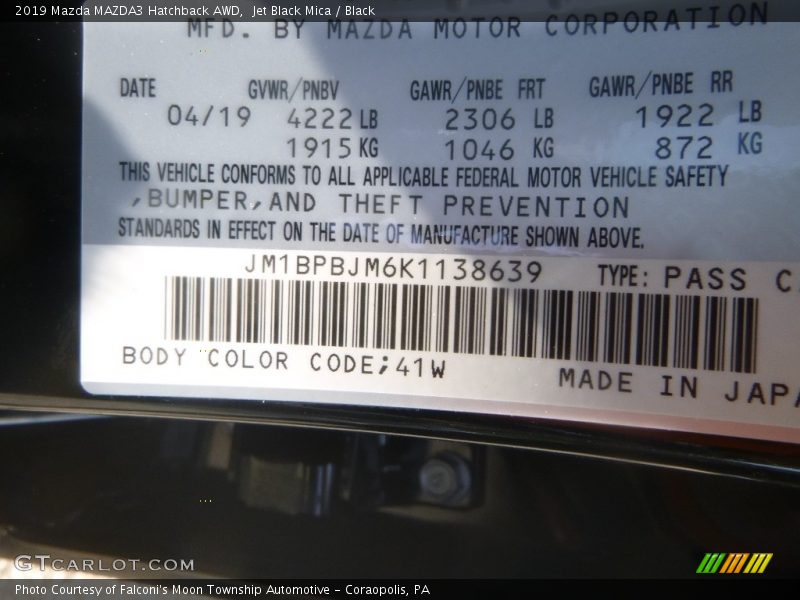 2019 Mazda MAZDA3 Hatchback AWD, Jet Black Mica / Black
MFD. BY MAZDA MOTOR CORPORATION
DATE GVWR/PNBV GAWR/PNBE FRT GAWR/PNBE RR
04/19 4222 LB 2306 LB 1922 LB
1915 KG 1046 KG 872 KG
THIS VEHICLE CONFORMS TO ALL APPLICABLE FEDERAL MOTOR VEHICLE SAFETY
,BUMPER,AND THEFT PREVENTION
STANDARDS IN EFFECT ON THE DATE OF MANUFACTURE SHOWN ABOVE.
JM1BPBJM6K1138639 TYPE: PASS C
BODY COLOR CODE;41W
MADE IN JAPA
GTCARLOT.COM
Photo Courtesy of Falconi's Moon Township Automotive – Coraopolis, PA